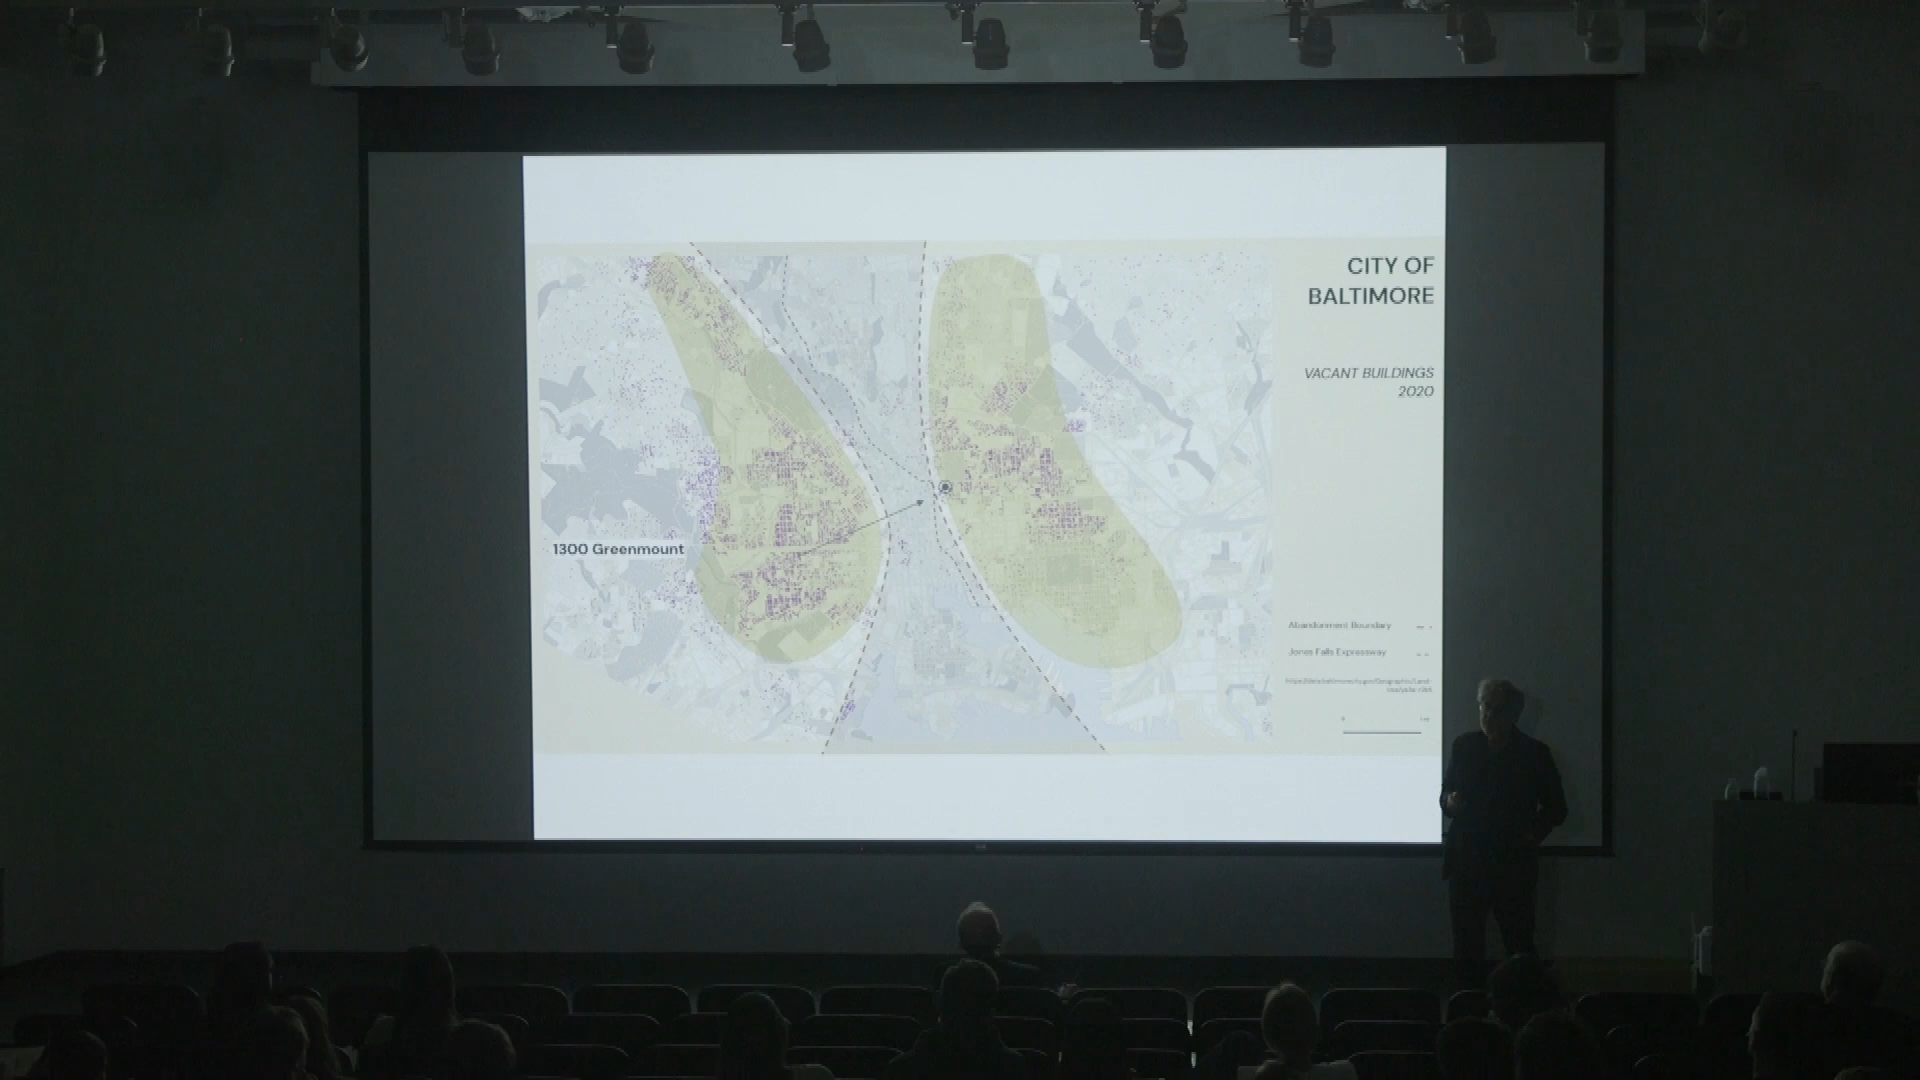 CITY OF
BALTIMORE
VACANT BUILDINGS
2020
1300 Greenmount
Abandonment Boundary
Jones Falls Expressway